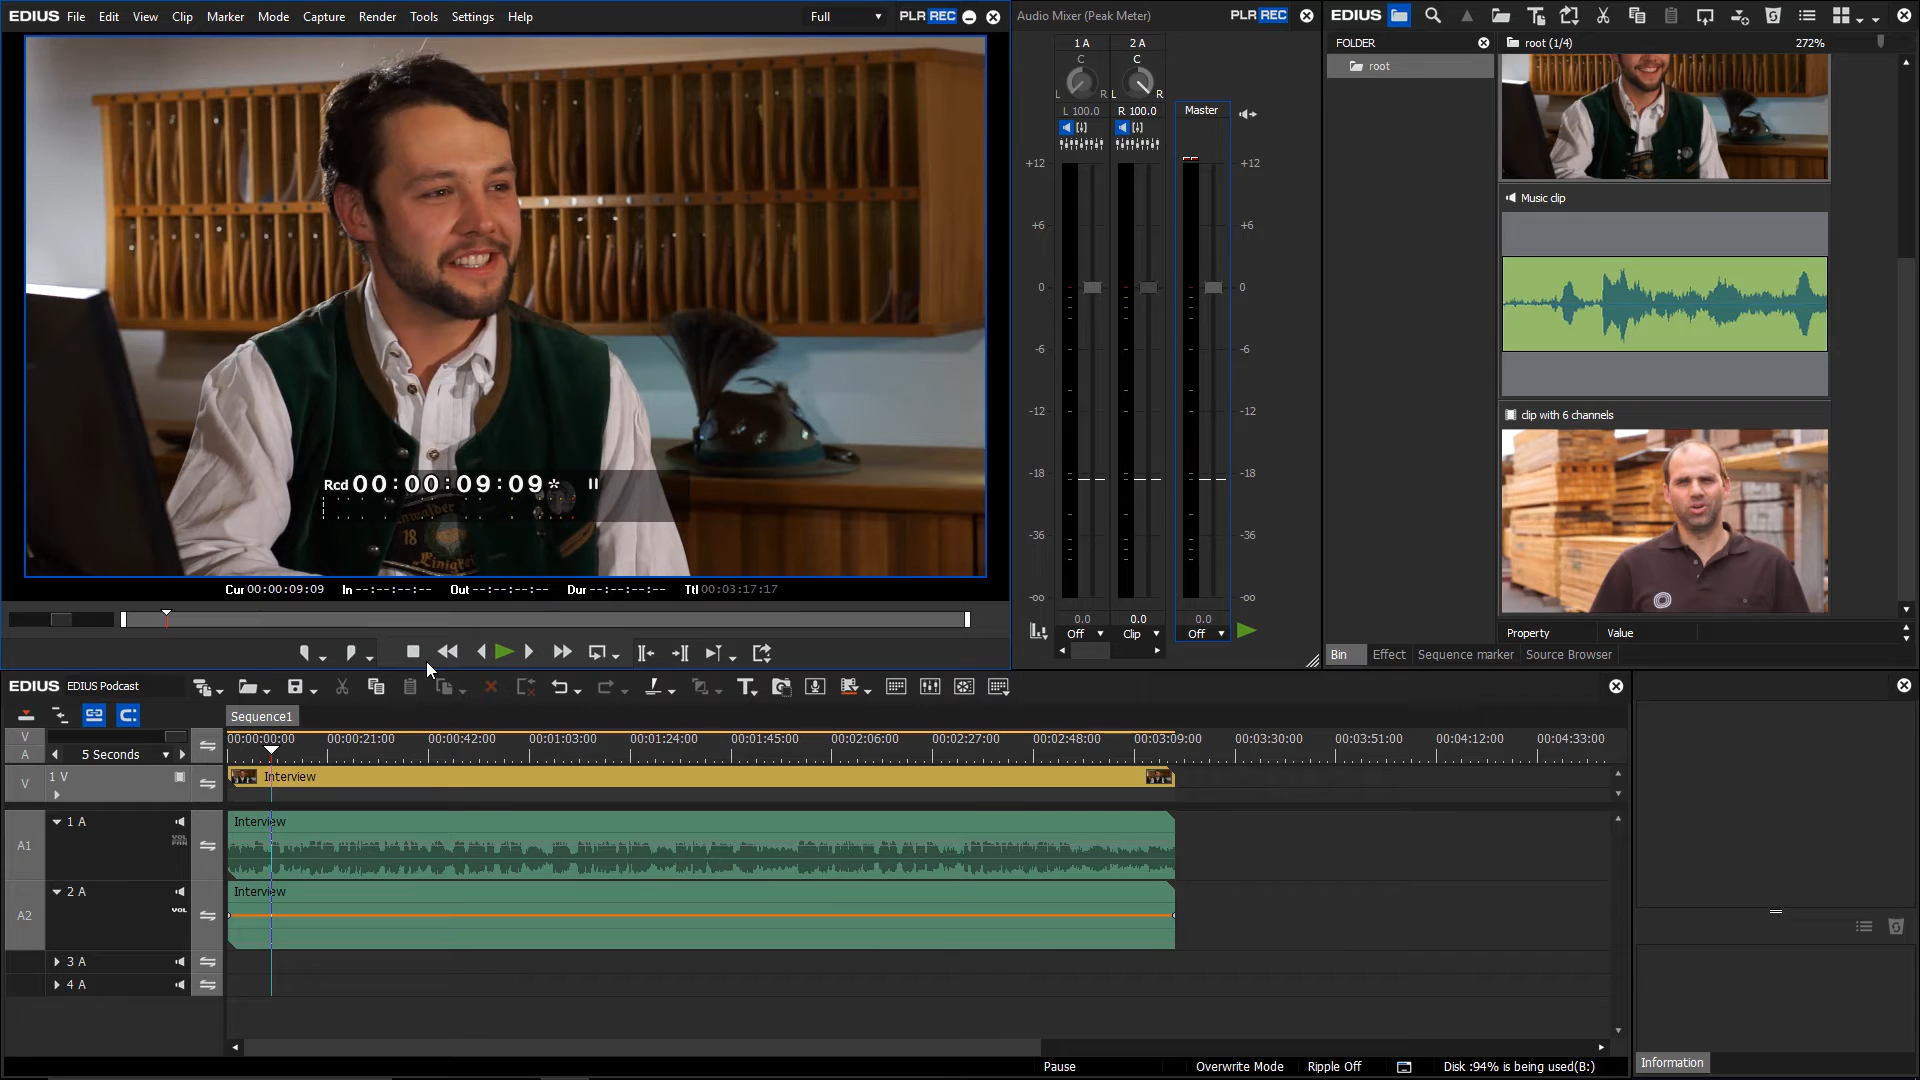 EDIUS File Edit View Clip Marker Mode Capture Render Tools Settings Help Full PLR REC
00:00:09:09
Rcd 00:00:09:09* II
18
Einigkei
Cur 00:00:09:09 In --:--:--:-- Out --:--:--:-- Dur --:--:--:-- Ttl 00:03:17:17
Audio Mixer (Peak Meter) PLR REC
1 A 2 A
C C
L R L R
L 100.0 R 100.0 Master
+12 +12
+6 +6
0 0
-6 -6
-12 -12
-18 -18
-36 -36
-oo -oo
0.0 0.0 0.0
Off Clip Off
EDIUS
FOLDER root (1/4) 272%
root
Music clip
clip with 6 channels
Property Value
Bin Effect Sequence marker Source Browser
EDIUS EDIUS Podcast
Sequence1
V
A 5 Seconds
00:00:00:00 00:00:21:00 00:00:42:00 00:01:03:00 00:01:24:00 00:01:45:00 00:02:06:00 00:02:27:00 00:02:48:00 00:03:09:00 00:03:30:00 00:03:51:00 00:04:12:00 00:04:33:00
V 1 V Interview
A1 1 A VOL PAN Interview
A2 2 A VOL Interview
3 A
4 A
Pause Overwrite Mode Ripple Off Disk :94% is being used(B:)
Information